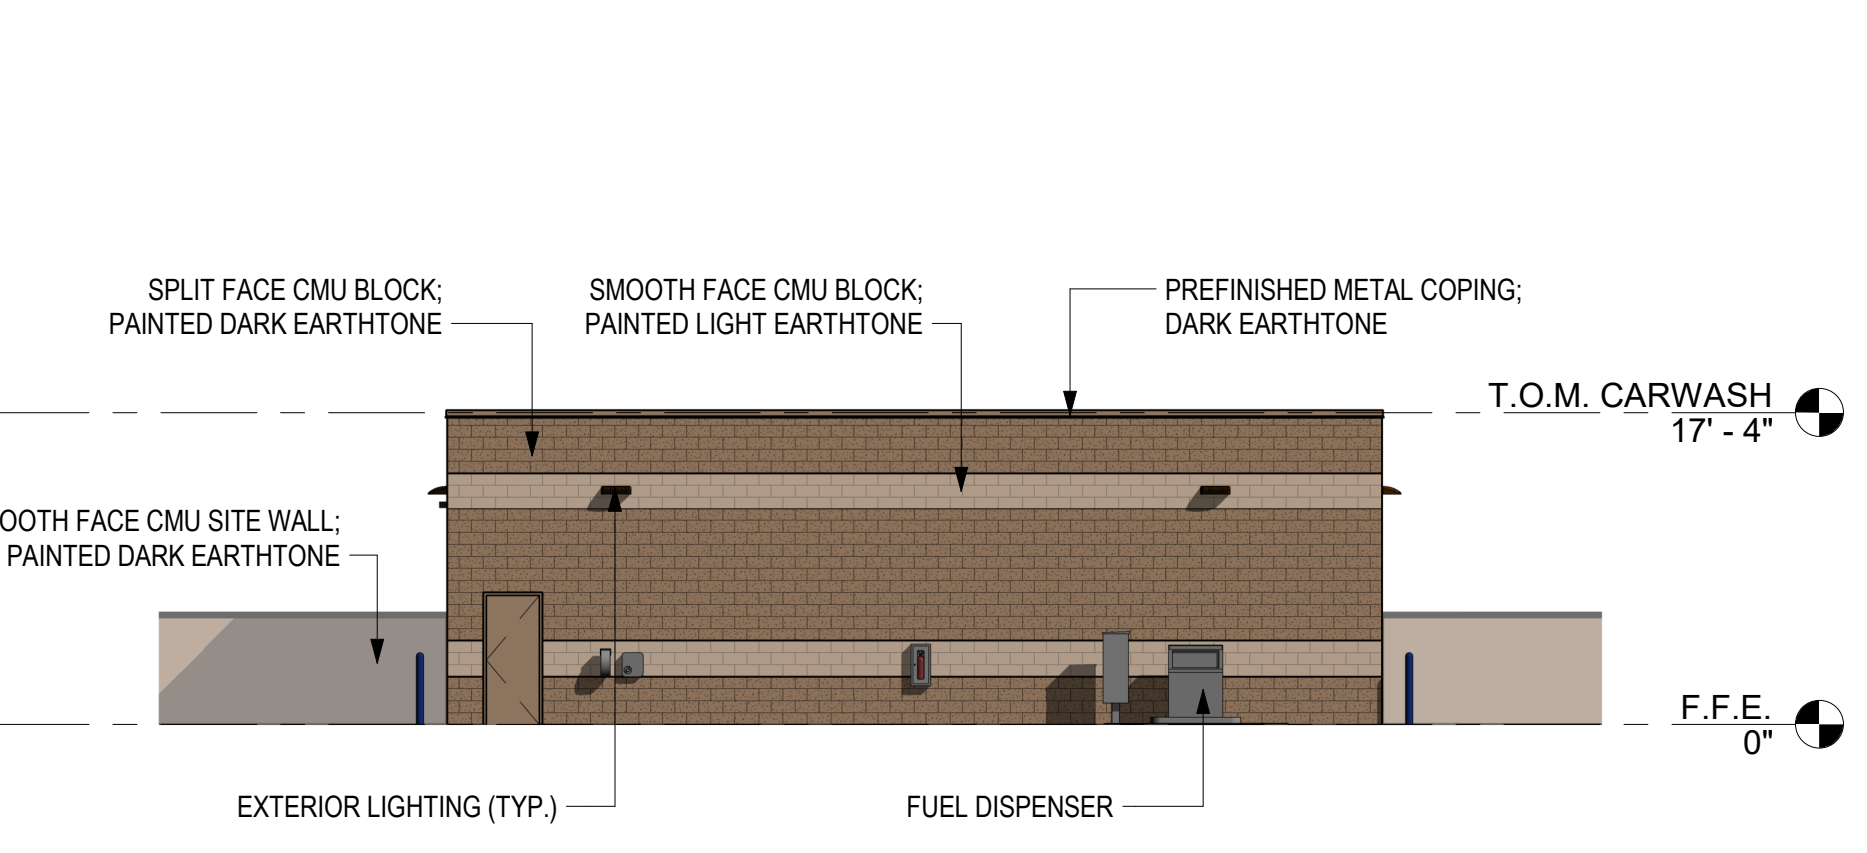 SPLIT FACE CMU BLOCK;
PAINTED DARK EARTHTONE
SMOOTH FACE CMU BLOCK;
PAINTED LIGHT EARTHTONE
PREFINISHED METAL COPING;
DARK EARTHTONE
T.O.M. CARWASH
17' - 4"
OOTH FACE CMU SITE WALL;
PAINTED DARK EARTHTONE
F.F.E.
0"
EXTERIOR LIGHTING (TYP.)
FUEL DISPENSER